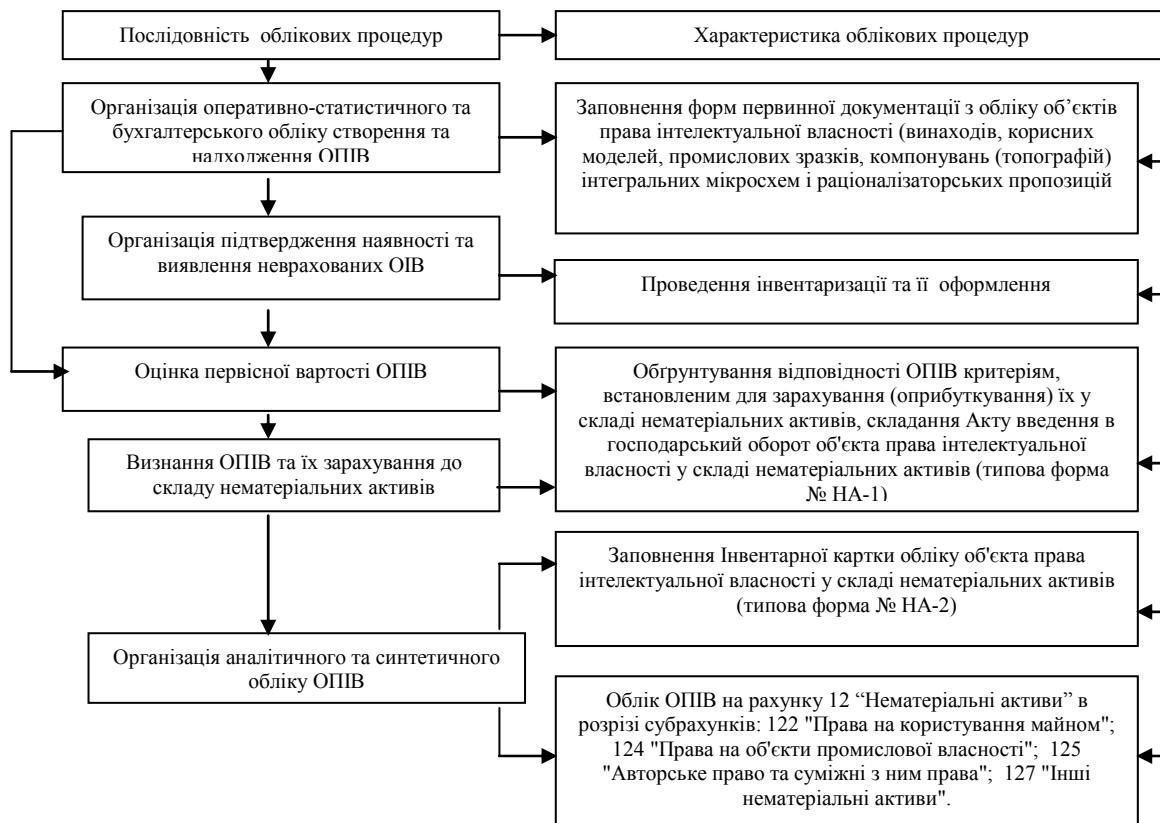 Послідовність облікових процедур
Характеристика облікових процедур
Організація оперативно-статистичного та
бухгалтерського обліку створення та
надходження ОПІВ
Заповнення форм первинної документації з обліку об’єктів
права інтелектуальної власності (винаходів, корисних
моделей, промислових зразків, компонувань (топографій)
інтегральних мікросхем і раціоналізаторських пропозицій
Організація підтвердження наявності та
виявлення неврахованих ОІВ
Проведення інвентаризації та її оформлення
Оцінка первісної вартості ОПІВ
Обґрунтування відповідності ОПІВ критеріям,
встановленим для зарахування (оприбуткування) їх у
складі нематеріальних активів, складання Акту введення в
господарський оборот об'єкта права інтелектуальної
власності у складі нематеріальних активів (типова форма
№ НА-1)
Визнання ОПІВ та їх зарахування до
складу нематеріальних активів
Заповнення Інвентарної картки обліку об'єкта права
інтелектуальної власності у складі нематеріальних активів
(типова форма № НА-2)
Організація аналітичного та синтетичного
обліку ОПІВ
Облік ОПІВ на рахунку 12 “Нематеріальні активи” в
розрізі субрахунків: 122 "Права на користування майном";
124 "Права на об'єкти промислової власності"; 125
"Авторське право та суміжні з ним права"; 127 "Інші
нематеріальні активи".